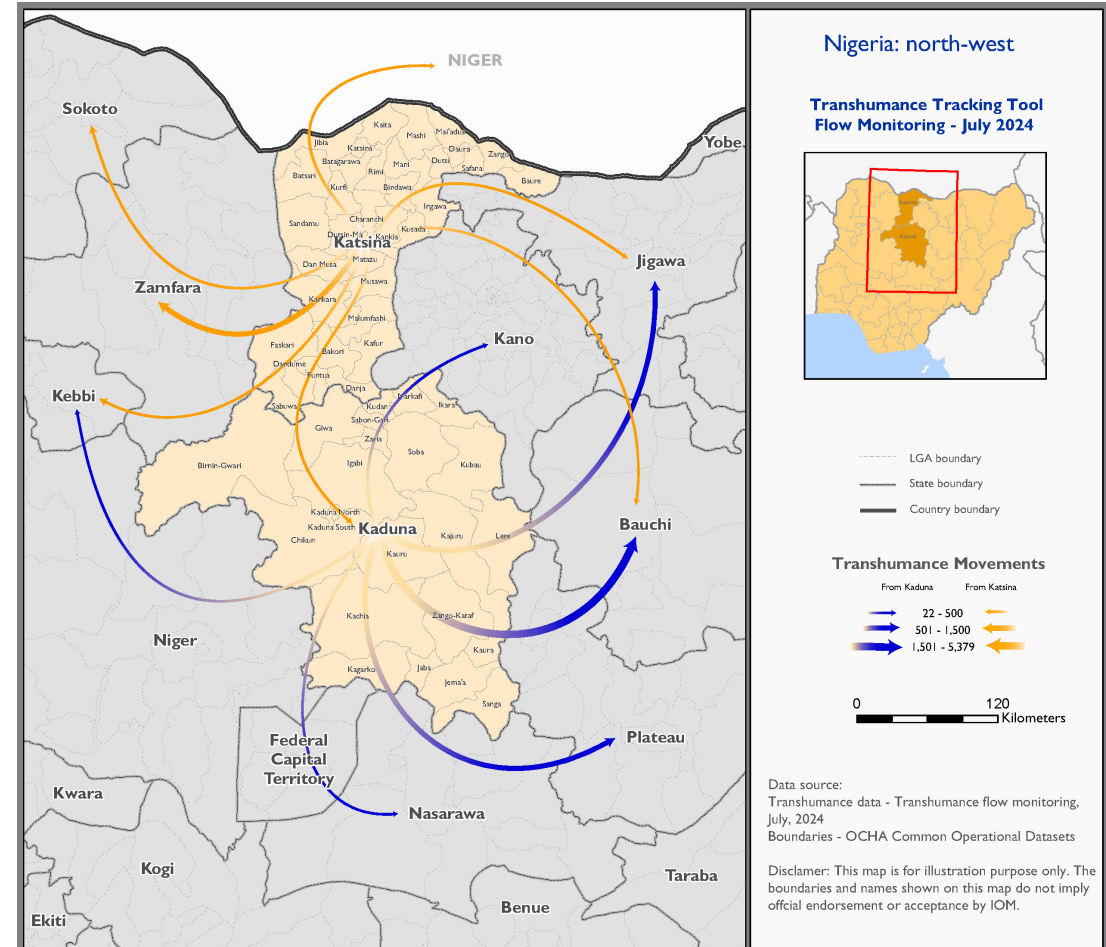 NIGER
Sokoto
Yobe
Kaita
Mashi
Mai'adua
Jibia
Katsina
Daura
Zango
Batagarawa
Mani
Dutsi
Safana
Batsari
Rimi
Baure
Kurfi
Bindawa
Ingawa
Sandamu
Charanchi
Kusada
Dutsin-Ma
Kankia
Katsina
Matazu
Dan Musa
Jigawa
Musawa
Zamfara
Kankara
Malumfashi
Kano
Faskari
Bakori
Kafur
Dandume
Funtua
Danja
Kebbi
Sabuwa
Kudan
Markafi
Ikara
Sabon-Gari
Giwa
Zaria
Soba
Birnin-Gwari
Igabi
Kubau
Kaduna North
Kaduna South
Kaduna
Bauchi
Chikun
Kajuru
Lere
Kauru
Kachia
Zango-Kataf
Niger
Kaura
Kagarko
Jaba
Jema'a
Sanga
Federal
Capital
Territory
Plateau
Kwara
Nasarawa
Kogi
Taraba
Benue
Ekiti
Nigeria: north-west
Transhumance Tracking Tool
Flow Monitoring - July 2024
Katsina
Kaduna
LGA boundary
State boundary
Country boundary
Transhumance Movements
From Kaduna From Katsina
22 - 500
501 - 1,500
1,501 - 5,379
0 120
Kilometers
Data source:
Transhumance data - Transhumance flow monitoring,
July, 2024
Boundaries - OCHA Common Operational Datasets
Disclamer: This map is for illustration purpose only. The
boundaries and names shown on this map do not imply
offcial endorsement or acceptance by IOM.